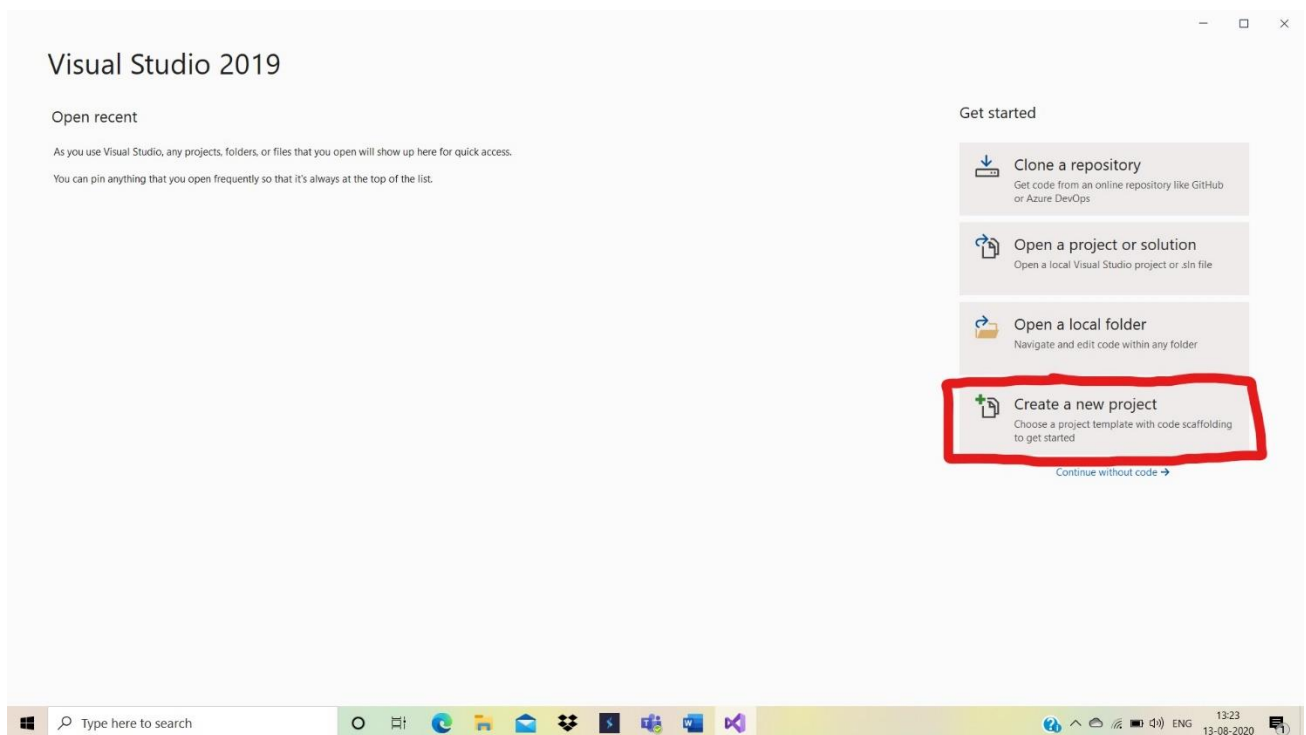 Visual Studio 2019
Open recent
As you use Visual Studio, any projects, folders, or files that you open will show up here for quick access.
You can pin anything that you open frequently so that it's always at the top of the list.
Get started
Clone a repository
Get code from an online repository like GitHub
or Azure DevOps
Open a project or solution
Open a local Visual Studio project or .sln file
Open a local folder
Navigate and edit code within any folder
Create a new project
Choose a project template with code scaffolding
to get started
Continue without code →
Type here to search
ENG
13:23
13-08-2020